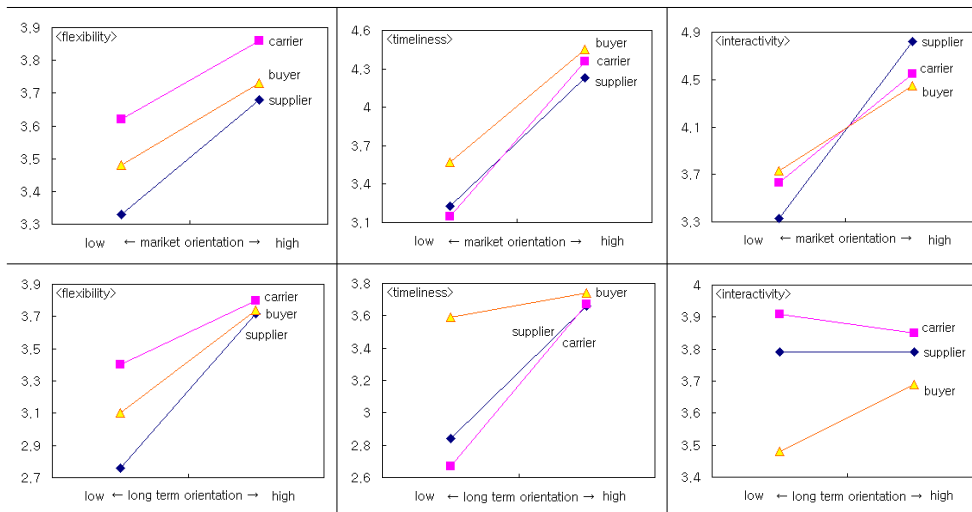 3,9
<flexibility>
carrier
3,8
buyer
3,7
supplier
3,6
3,5
3,4
3,3
low ← mariket orientation → high
4,6
<timeliness>
buyer
carrier
4,3
supplier
4
3,7
3,4
3,1
low ← mariket orientation → high
4,9
<interactivity>
supplier
carrier
4,5
buyer
4,1
3,7
3,3
low ← mariket orientation → high
3,9
<flexibility>
carrier
3,7
buyer
supplier
3,5
3,3
3,1
2,9
2,7
low ← long term orientation → high
3,8
<timeliness>
buyer
3,6
supplier
carrier
3,4
3,2
3
2,8
2,6
low ← long term orientation → high
4
<interactivity>
3,9
carrier
3,8
supplier
3,7
buyer
3,6
3,5
3,4
low ← long term orientation → high